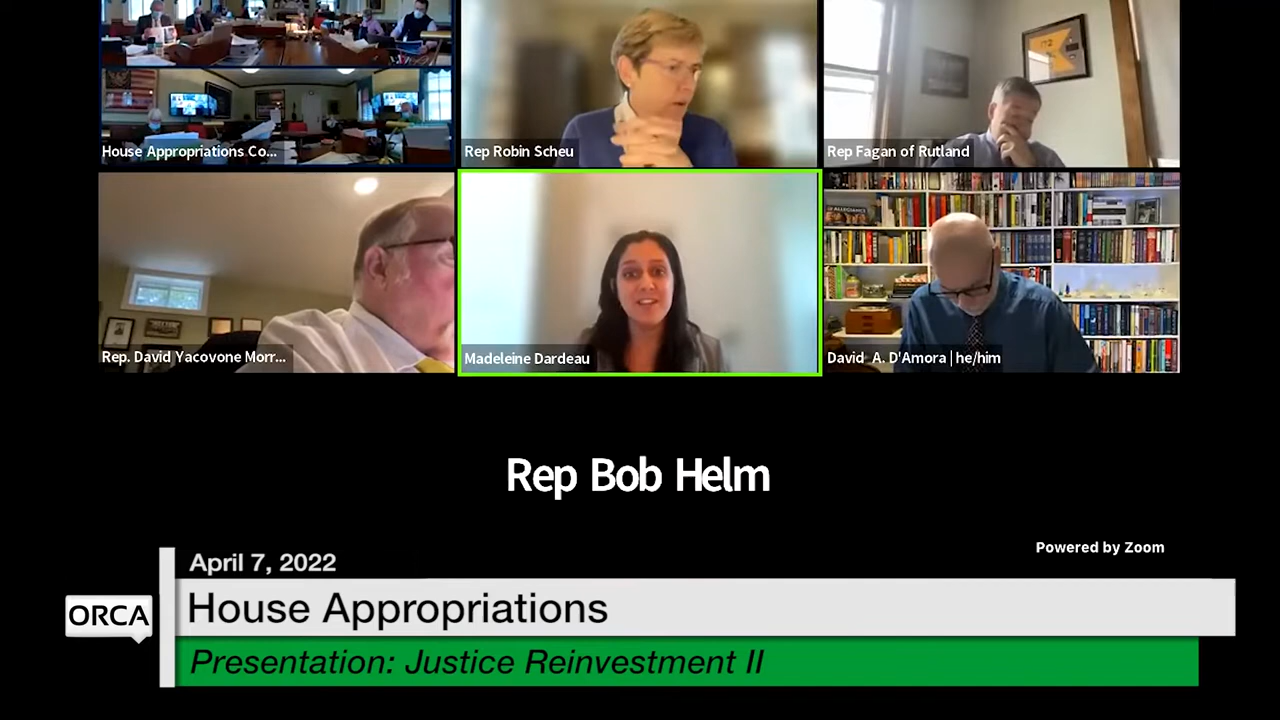 House Appropriations Co...
Rep Robin Scheu
Rep Fagan of Rutland
Rep. David Yacovone Morr...
Madeleine Dardeau
David A. D'Amora | he/him
Rep Bob Helm
Powered by Zoom
April 7, 2022
ORCA
House Appropriations
Presentation: Justice Reinvestment II